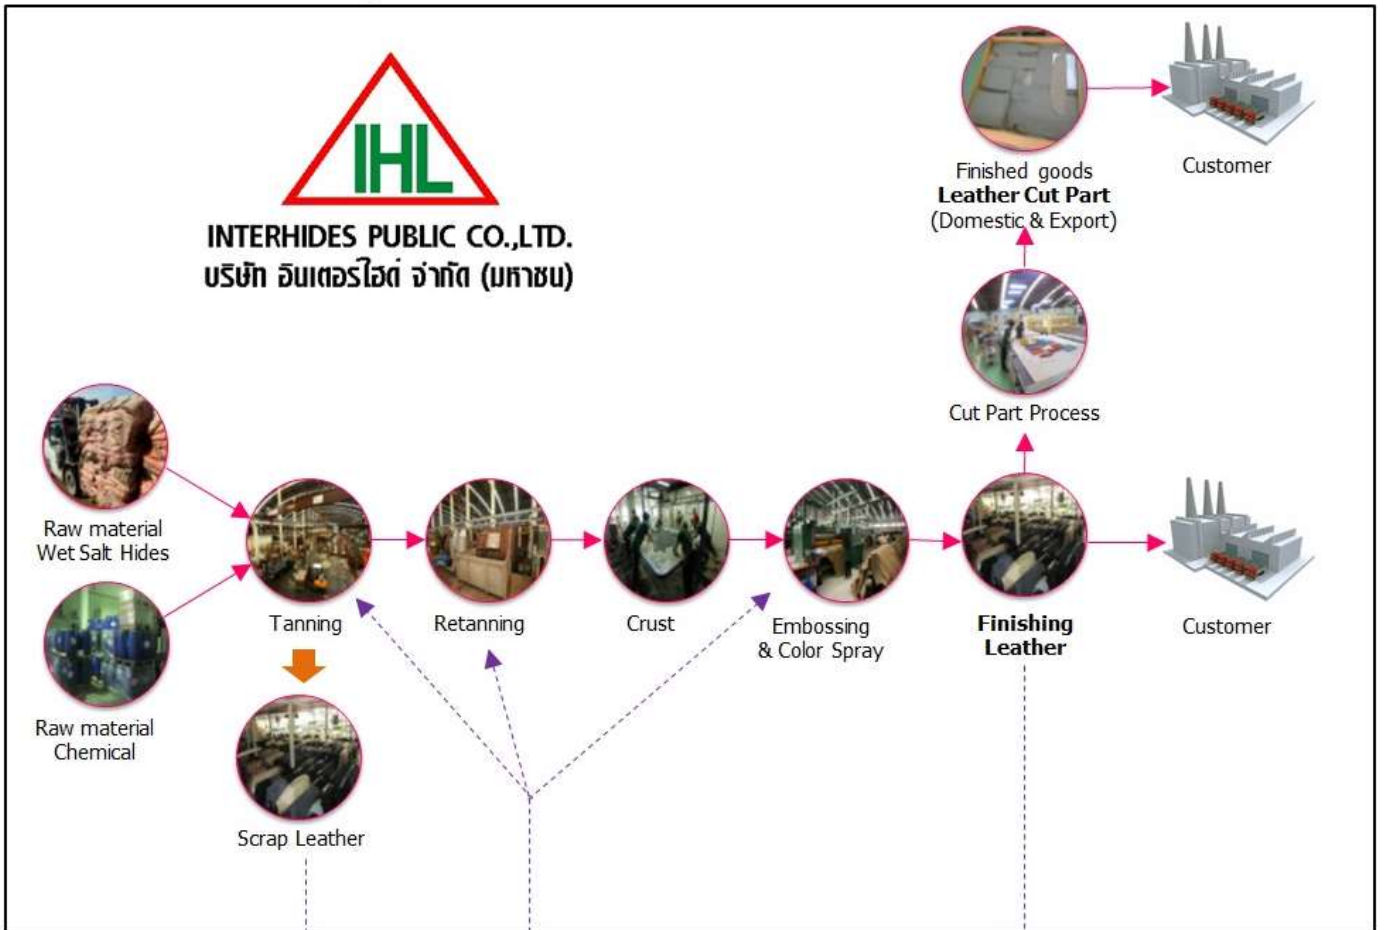 IHL
INTERHIDES PUBLIC CO.,LTD.
บริษัท อินเตอร์ไฮด์ จำกัด (มหาชน)
Finished goods
Leather Cut Part
(Domestic & Export)
Customer
Cut Part Process
Raw material
Wet Salt Hides
Raw material
Chemical
Tanning
Retanning
Crust
Embossing
& Color Spray
Finishing
Leather
Customer
Scrap Leather